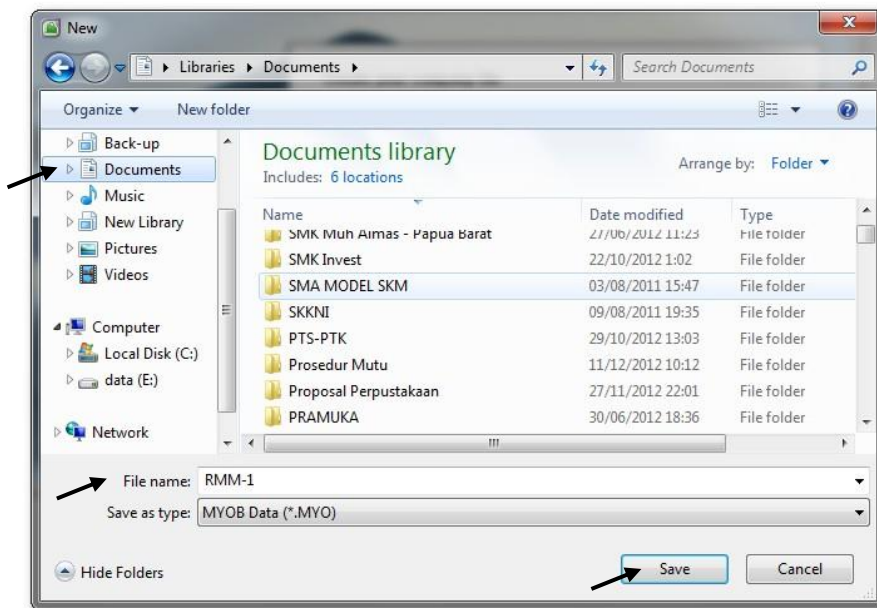 New
Libraries Documents
Search Documents
Organize New folder
Back-up
Documents
Music
New Library
Pictures
Videos
Computer
Local Disk (C:)
data (E:)
Network
Documents library
Includes: 6 locations
Arrange by: Folder
Name Date modified Type
SMK Muh Aimas - Papua Barat 27/06/2012 11:23 File folder
SMK Invest 22/10/2012 1:02 File folder
SMA MODEL SKM 03/08/2011 15:47 File folder
SKKNI 09/08/2011 19:35 File folder
PTS-PTK 29/10/2012 13:03 File folder
Prosedur Mutu 11/12/2012 10:12 File folder
Proposal Perpustakaan 27/11/2012 22:01 File folder
PRAMUKA 30/06/2012 18:36 File folder
File name: RMM-1
Save as type: MYOB Data (*.MYO)
Hide Folders
Save Cancel